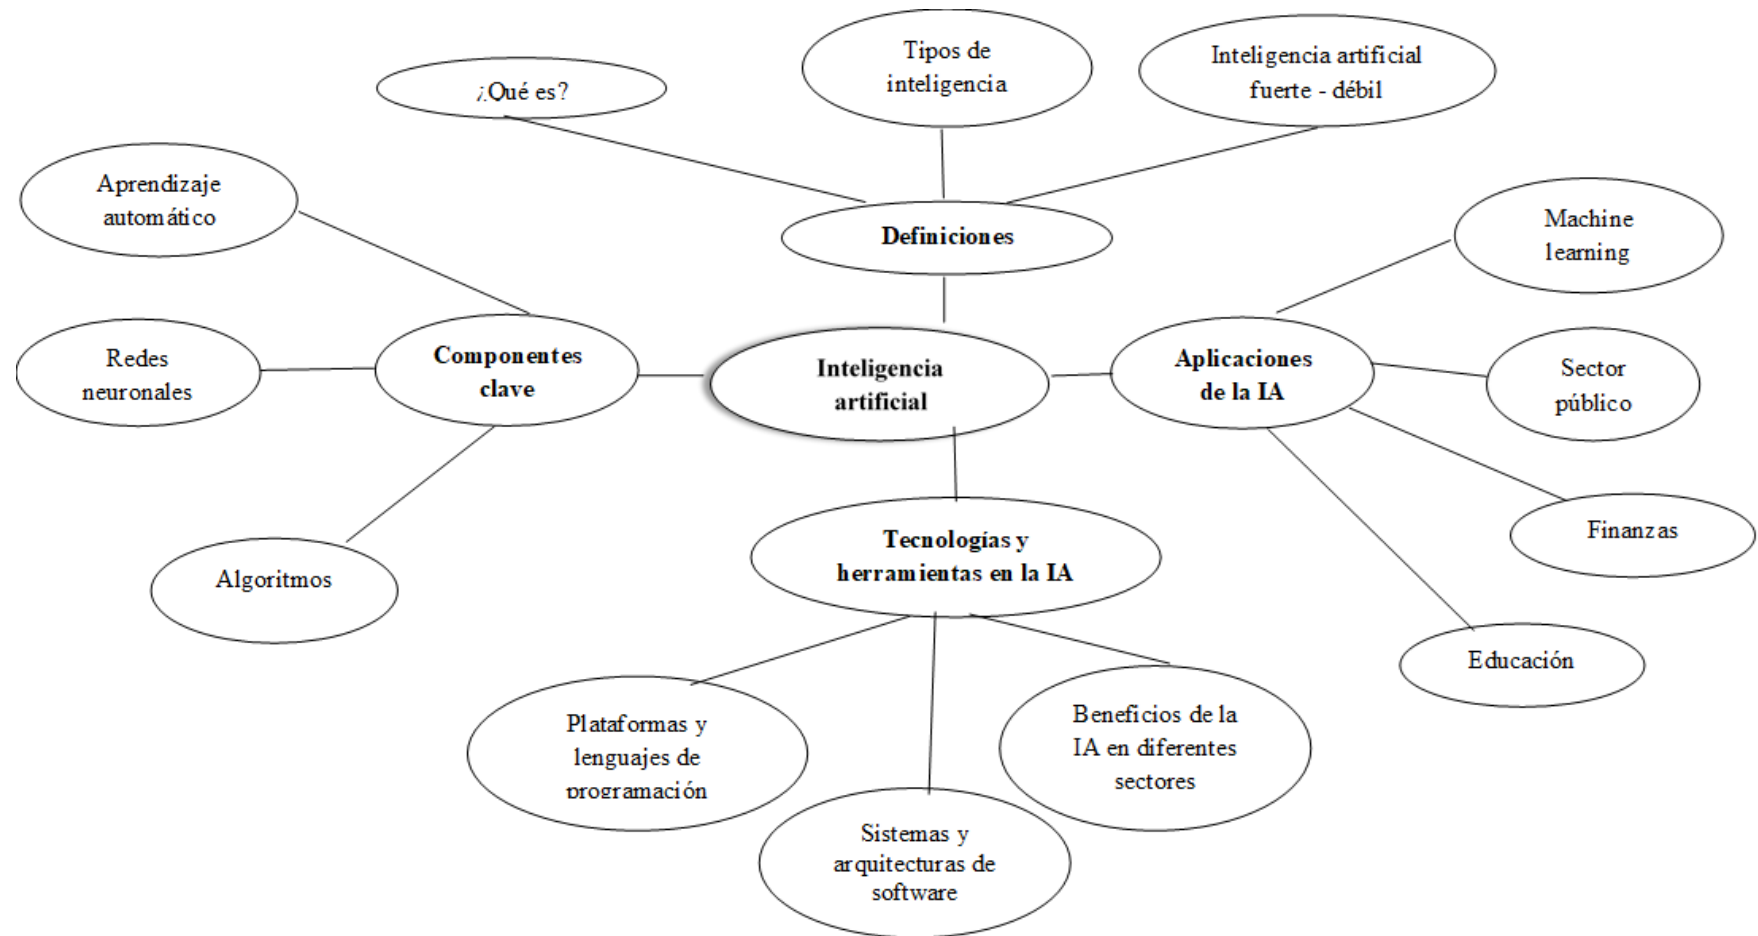 Tipos de
inteligencia
Inteligencia artificial
fuerte - débil
¿Qué es?
Aprendizaje
automático
Definiciones
Machine
learning
Redes
neuronales
Componentes
clave
Inteligencia
artificial
Aplicaciones
de la IA
Sector
público
Algoritmos
Tecnologías y
herramientas en la IA
Finanzas
Educación
Plataformas y
lenguajes de
programación
Beneficios de la
IA en diferentes
sectores
Sistemas y
arquitecturas de
software